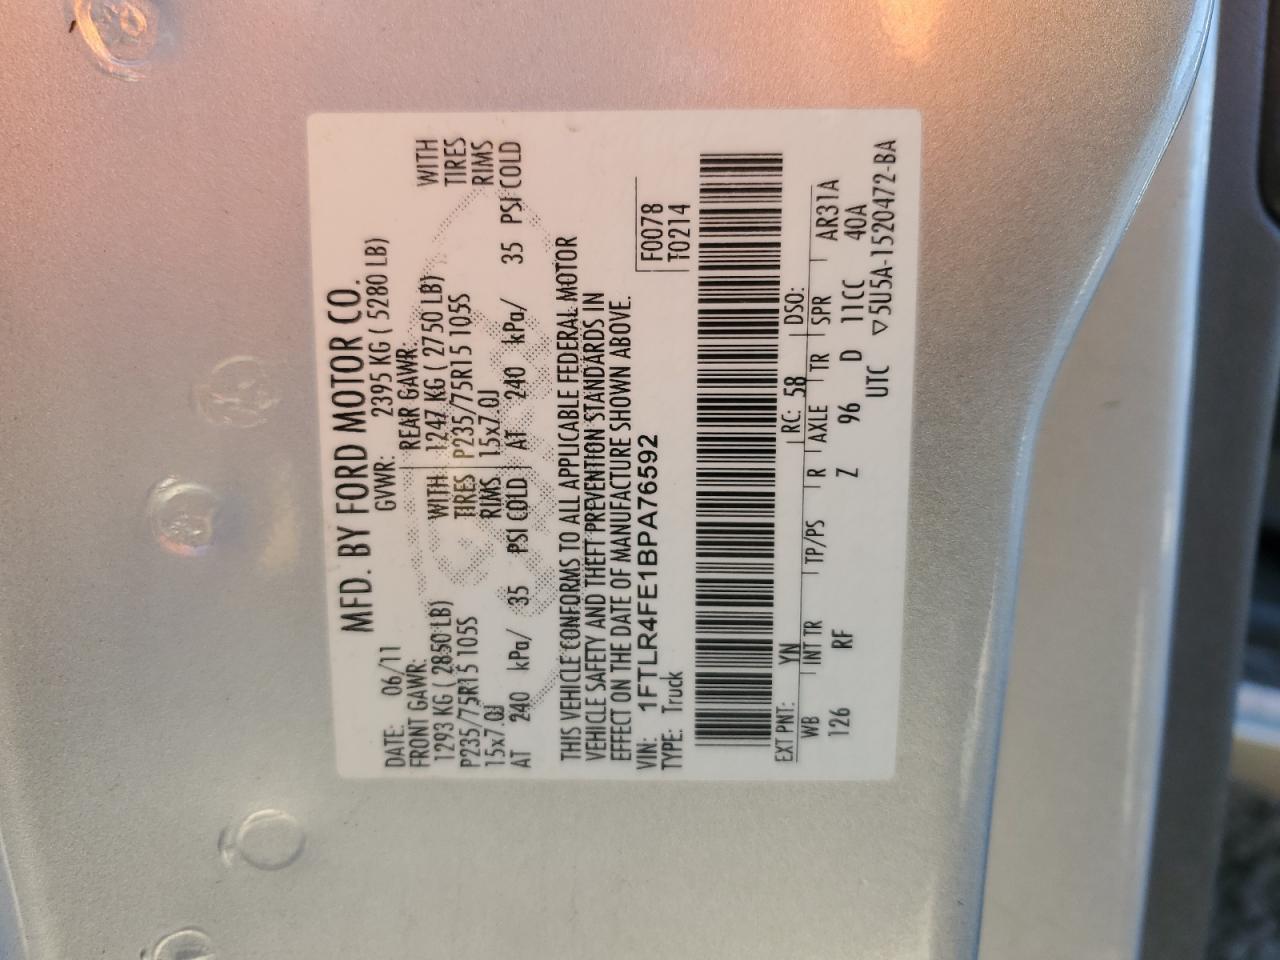 MFD. BY FORD MOTOR CO.
DATE: 06/11 GVWR: 2395 KG ( 5280 LB)
FRONT GAWR: REAR GAWR:
1293 KG ( 2850 LB) WITH 1247 KG ( 2750 LB) WITH
P235/75R15 105S TIRES P235/75R15 105S TIRES
15x7.0J RIMS 15x7.0J RIMS
AT 240 kPa/ 35 PSI COLD AT 240 kPa/ 35 PSI COLD
THIS VEHICLE CONFORMS TO ALL APPLICABLE FEDERAL MOTOR
VEHICLE SAFETY AND THEFT PREVENTION STANDARDS IN
EFFECT ON THE DATE OF MANUFACTURE SHOWN ABOVE.
VIN: 1FTLR4FE1BPA76592 F0078
TYPE: Truck T0214
EXT PNT: YN RC: 58 DSO:
WB INT TR TP/PS R AXLE TR SPR AR31A
126 RF Z 96 D 11CC 40A
UTC ▽5U5A-1520472-BA